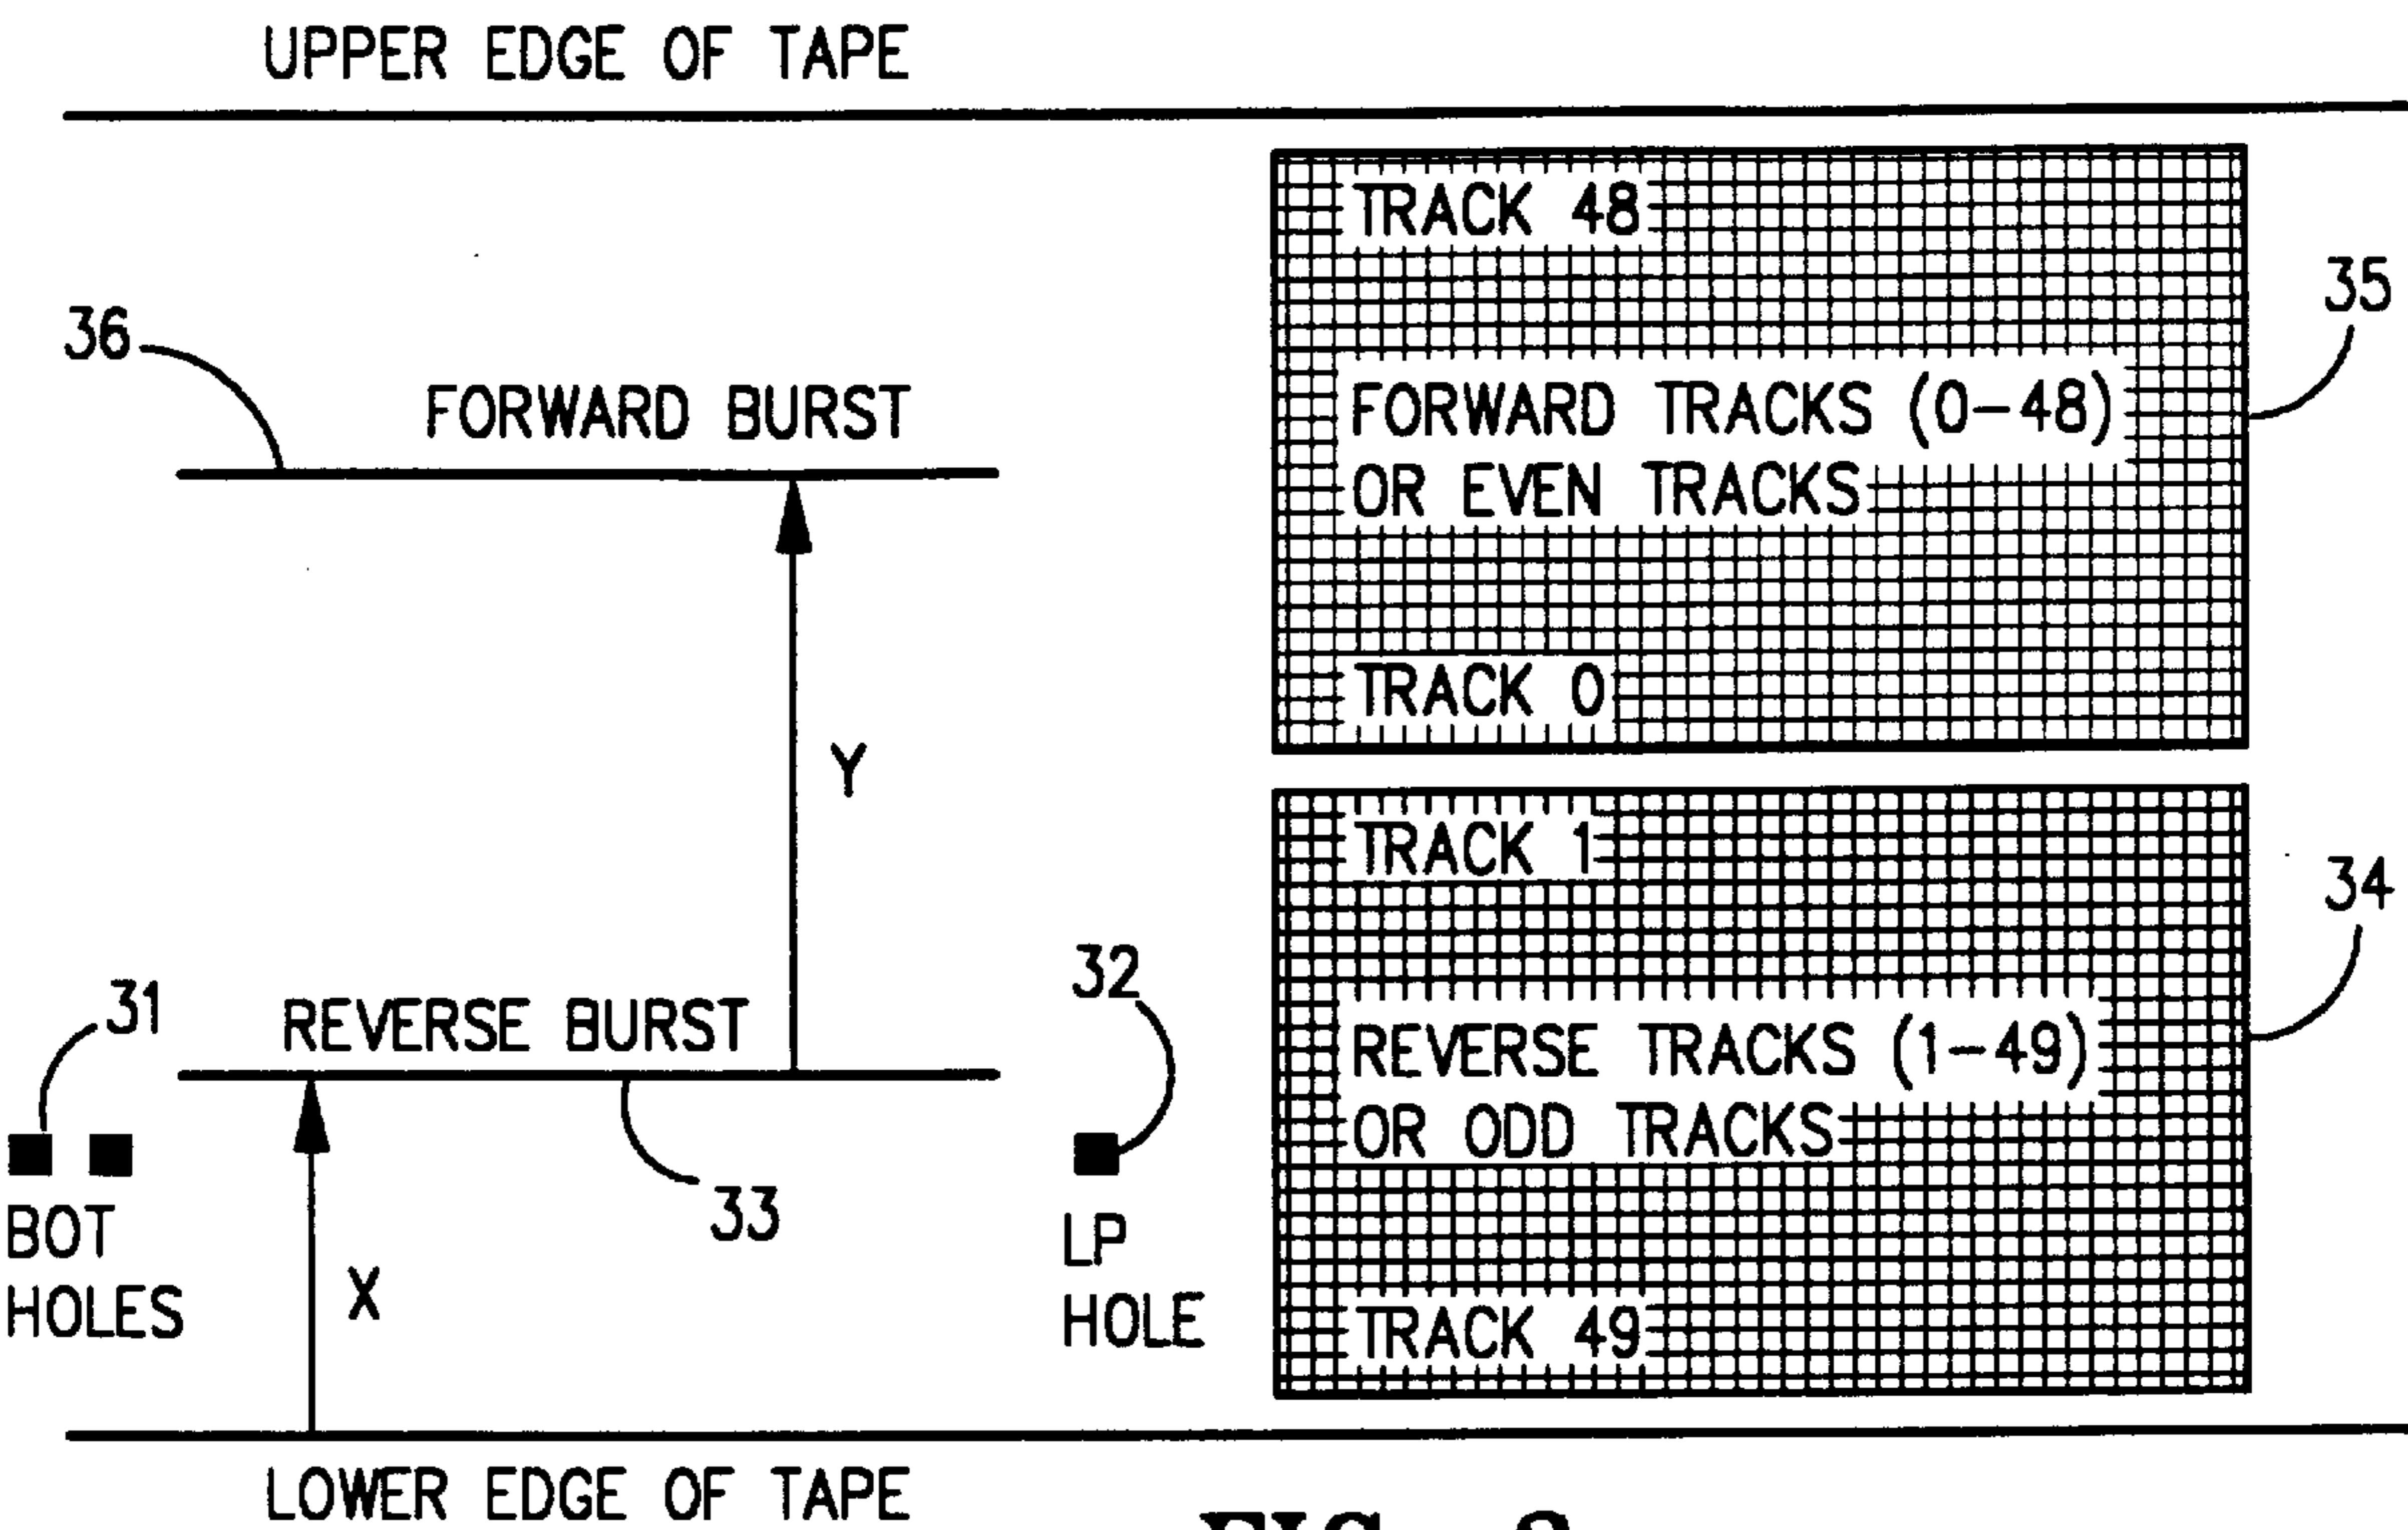 UPPER EDGE OF TAPE
TRACK 48
35
36
FORWARD BURST
FORWARD TRACKS (0-48)
OR EVEN TRACKS
TRACK 0
Y
TRACK 1
34
32
31
REVERSE BURST
REVERSE TRACKS (1-49)
OR ODD TRACKS
33
BOT
HOLES
X
LP
HOLE
TRACK 49
LOWER EDGE OF TAPE